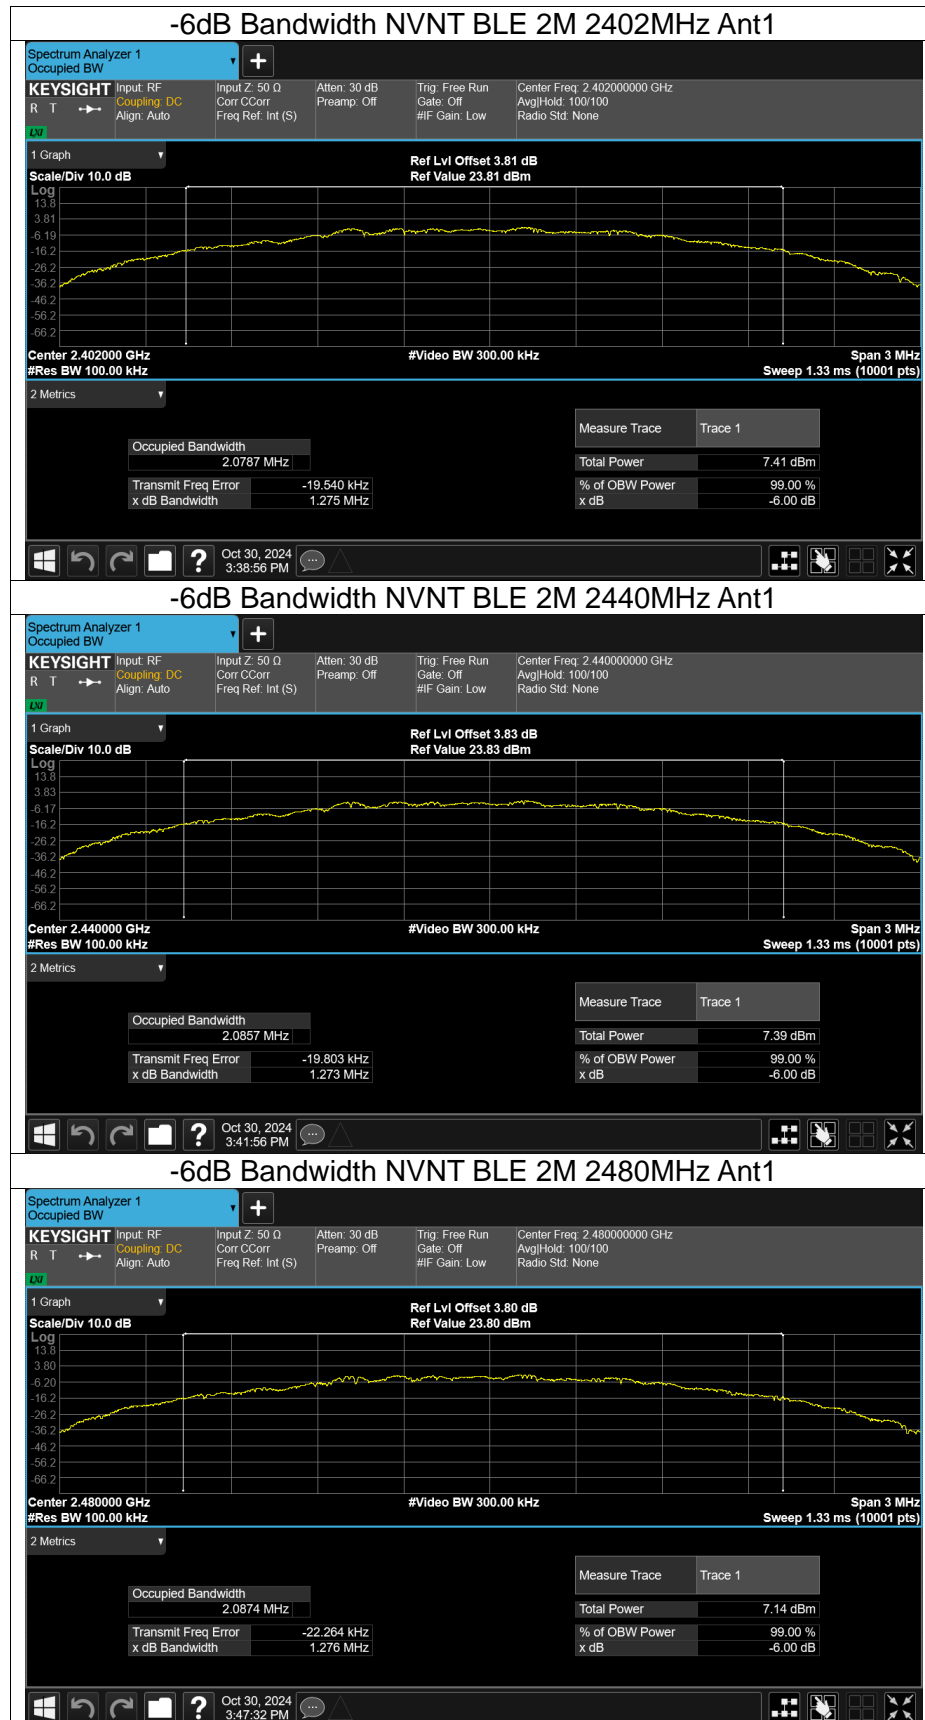 -6dB Bandwidth NVNT BLE 2M 2402MHz Ant1
Spectrum Analyzer 1
Occupied BW
+
KEYSIGHT Input: RF Input Z: 50 Ω Atten: 30 dB Trig: Free Run Center Freq: 2.402000000 GHz
R T Coupling: DC Corr CCorr Preamp: Off Gate: Off Avg|Hold: 100/100
Align: Auto Freq Ref: Int (S) #IF Gain: Low Radio Std: None
LXI
1 Graph Ref Lvl Offset 3.81 dB
Scale/Div 10.0 dB Ref Value 23.81 dBm
Log
13.8
3.81
-6.19
-16.2
-26.2
-36.2
-46.2
-56.2
-66.2
Center 2.402000 GHz #Video BW 300.00 kHz Span 3 MHz
#Res BW 100.00 kHz Sweep 1.33 ms (10001 pts)
2 Metrics
Measure Trace Trace 1
Occupied Bandwidth
2.0787 MHz Total Power 7.41 dBm
Transmit Freq Error -19.540 kHz % of OBW Power 99.00 %
x dB Bandwidth 1.275 MHz x dB -6.00 dB
? Oct 30, 2024
3:38:56 PM
-6dB Bandwidth NVNT BLE 2M 2440MHz Ant1
Spectrum Analyzer 1
Occupied BW
+
KEYSIGHT Input: RF Input Z: 50 Ω Atten: 30 dB Trig: Free Run Center Freq: 2.440000000 GHz
R T Coupling: DC Corr CCorr Preamp: Off Gate: Off Avg|Hold: 100/100
Align: Auto Freq Ref: Int (S) #IF Gain: Low Radio Std: None
LXI
1 Graph Ref Lvl Offset 3.83 dB
Scale/Div 10.0 dB Ref Value 23.83 dBm
Log
13.8
3.83
-6.17
-16.2
-26.2
-36.2
-46.2
-56.2
-66.2
Center 2.440000 GHz #Video BW 300.00 kHz Span 3 MHz
#Res BW 100.00 kHz Sweep 1.33 ms (10001 pts)
2 Metrics
Measure Trace Trace 1
Occupied Bandwidth
2.0857 MHz Total Power 7.39 dBm
Transmit Freq Error -19.803 kHz % of OBW Power 99.00 %
x dB Bandwidth 1.273 MHz x dB -6.00 dB
? Oct 30, 2024
3:41:56 PM
-6dB Bandwidth NVNT BLE 2M 2480MHz Ant1
Spectrum Analyzer 1
Occupied BW
+
KEYSIGHT Input: RF Input Z: 50 Ω Atten: 30 dB Trig: Free Run Center Freq: 2.480000000 GHz
R T Coupling: DC Corr CCorr Preamp: Off Gate: Off Avg|Hold: 100/100
Align: Auto Freq Ref: Int (S) #IF Gain: Low Radio Std: None
LXI
1 Graph Ref Lvl Offset 3.80 dB
Scale/Div 10.0 dB Ref Value 23.80 dBm
Log
13.8
3.80
-6.20
-16.2
-26.2
-36.2
-46.2
-56.2
-66.2
Center 2.480000 GHz #Video BW 300.00 kHz Span 3 MHz
#Res BW 100.00 kHz Sweep 1.33 ms (10001 pts)
2 Metrics
Measure Trace Trace 1
Occupied Bandwidth
2.0874 MHz Total Power 7.14 dBm
Transmit Freq Error -22.264 kHz % of OBW Power 99.00 %
x dB Bandwidth 1.276 MHz x dB -6.00 dB
? Oct 30, 2024
3:47:32 PM